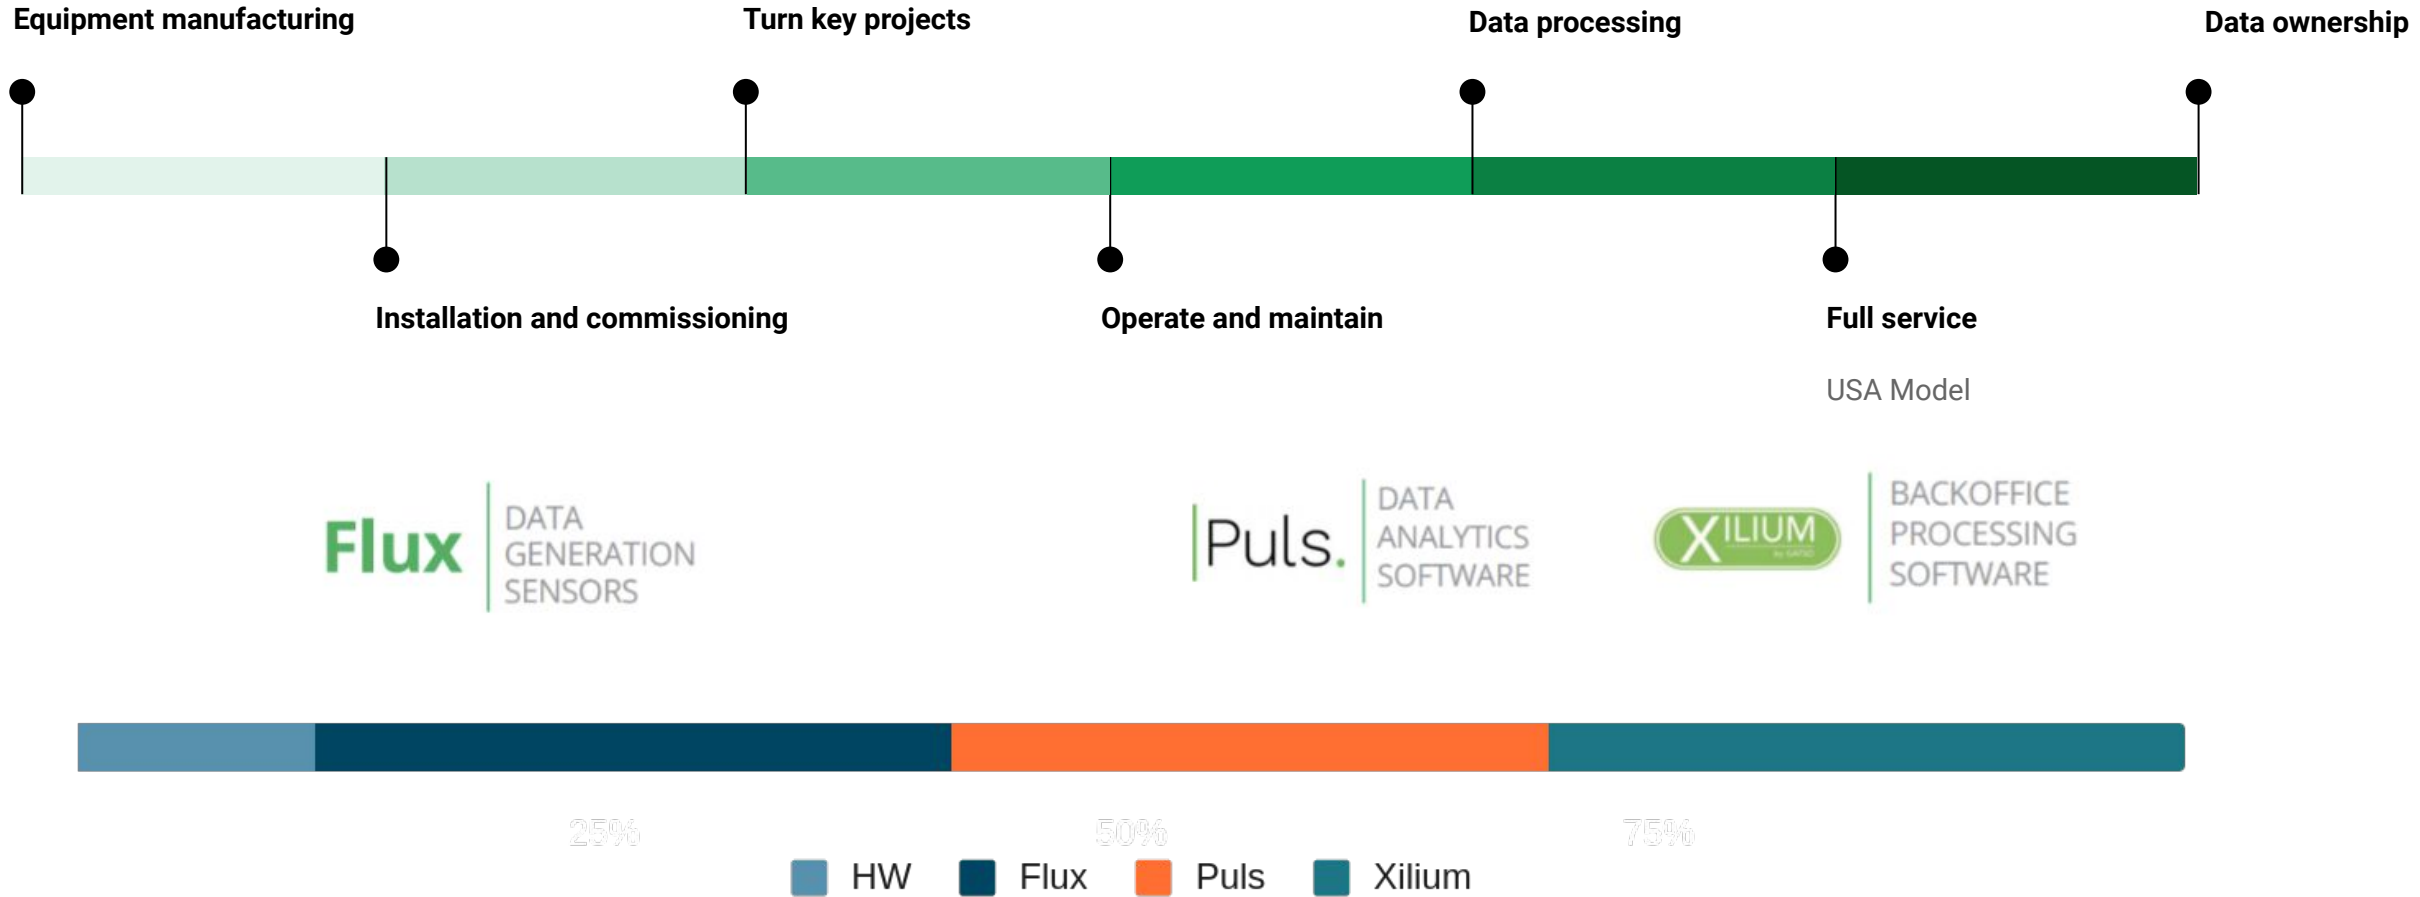 Equipment manufacturing
Turn key projects
Data processing
Data ownership
Installation and commissioning
Operate and maintain
Full service
USA Model
Flux
DATA
GENERATION
SENSORS
Puls.
DATA
ANALYTICS
SOFTWARE
XILIUM
BACKOFFICE
PROCESSING
SOFTWARE
25%
50%
75%
HW
Flux
Puls
Xilium